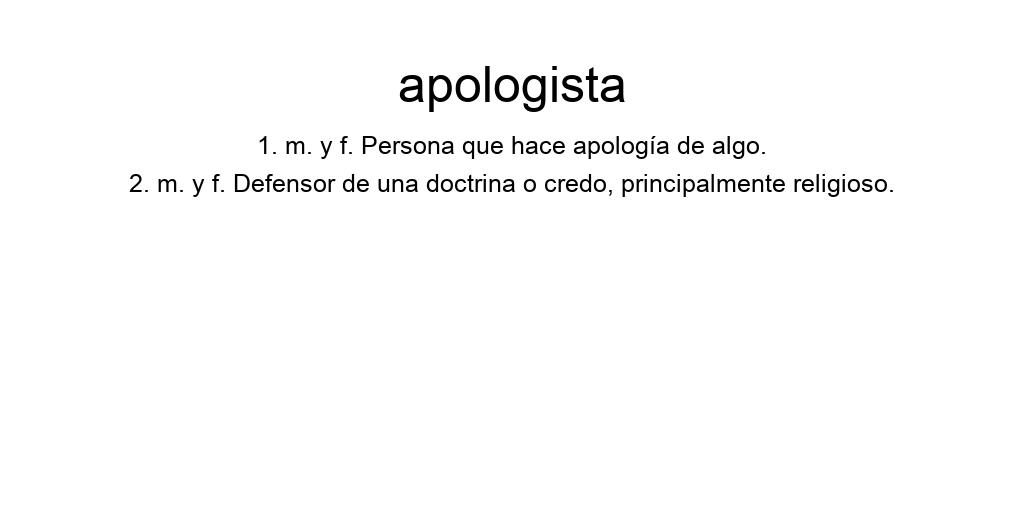 apologista
1. m. y f. Persona que hace apología de algo.
2. m. y f. Defensor de una doctrina o credo, principalmente religioso.